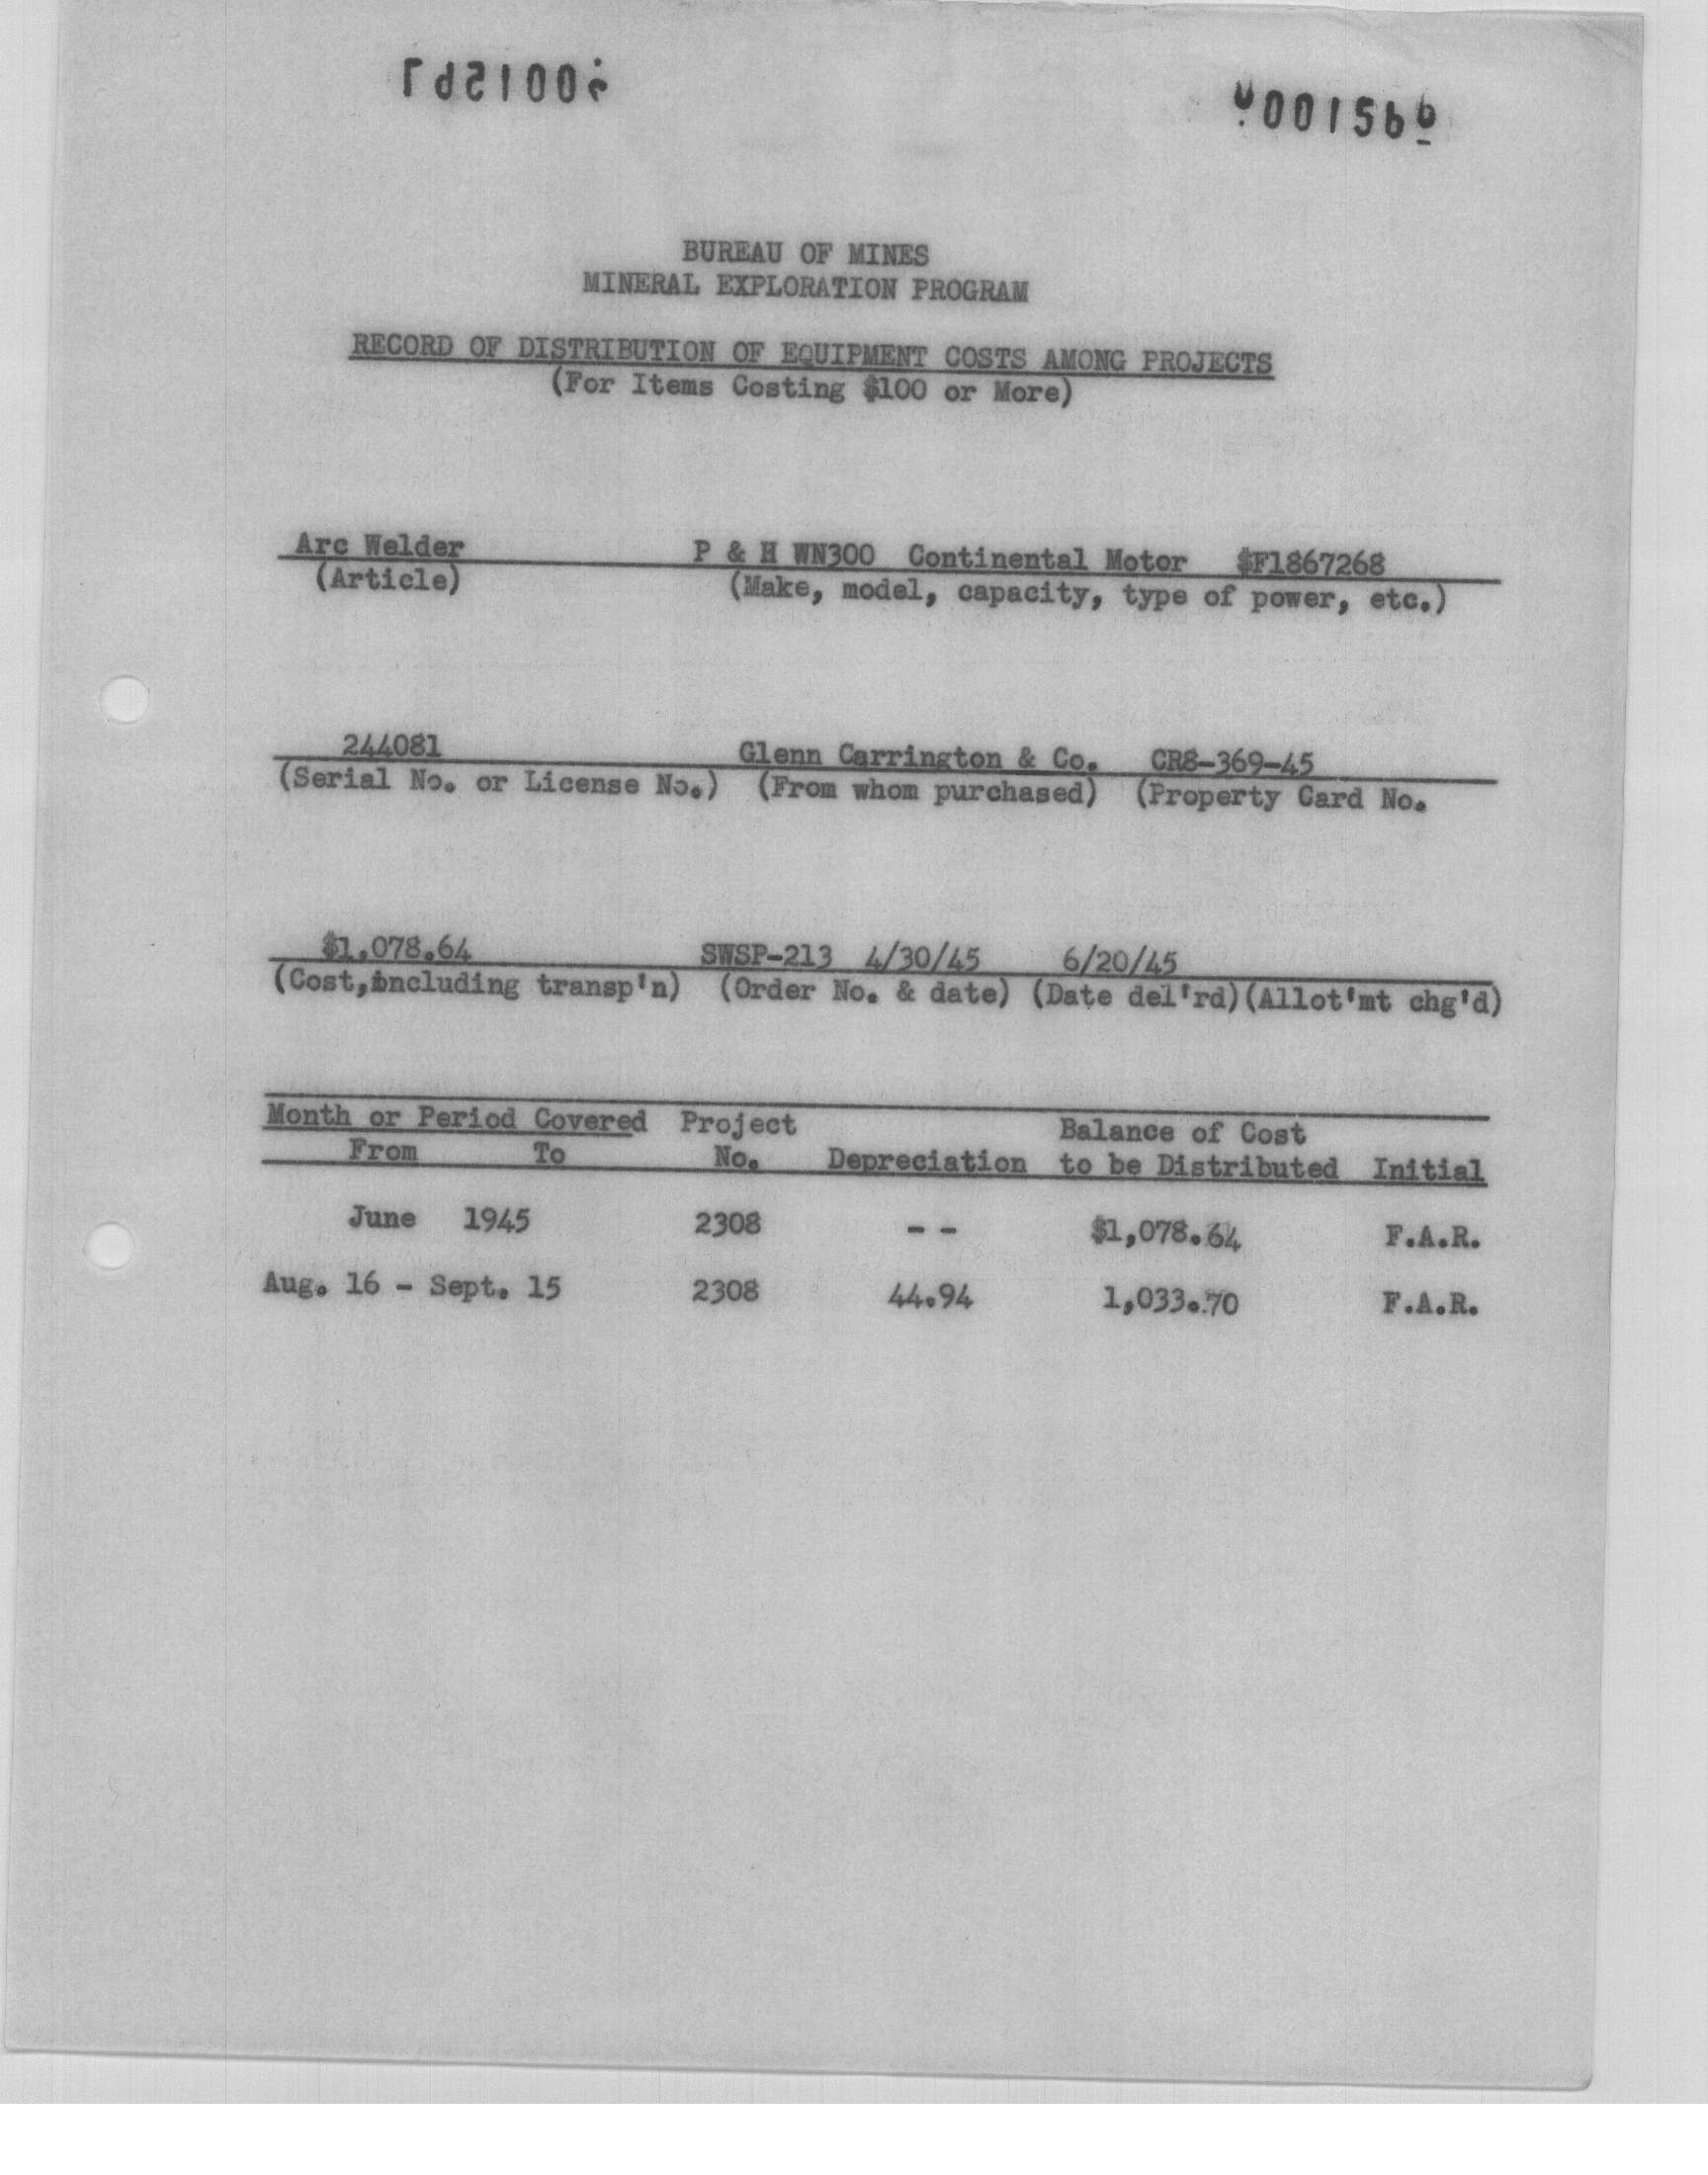 BUREAU OF MINES
MINERAL EXPLORATION PROGRAM
RECORD OF DISTRIBUTION OF EQUIPMENT COSTS AMONG PROJECTS
(For Items Costing $100 or More)
Arc Welder P & H WN300 Continental Motor $F1867268
(Article) (Make, model, capacity, type of power, etc.)
244081 Glenn Carrington & Co. CR8-369-45
(Serial No. or License No.) (From whom purchased) (Property Card No.
$1,078.64 SWSP-213 4/30/45 6/20/45
(Cost, including transp'n) (Order No. & date) (Date del'rd) (Allot'mt chg'd)
Month or Period Covered Project Balance of Cost
From To No. Depreciation to be Distributed Initial
June 1945 2308 - - $1,078.64 F.A.R.
Aug. 16 - Sept. 15 2308 44.94 1,033.70 F.A.R.